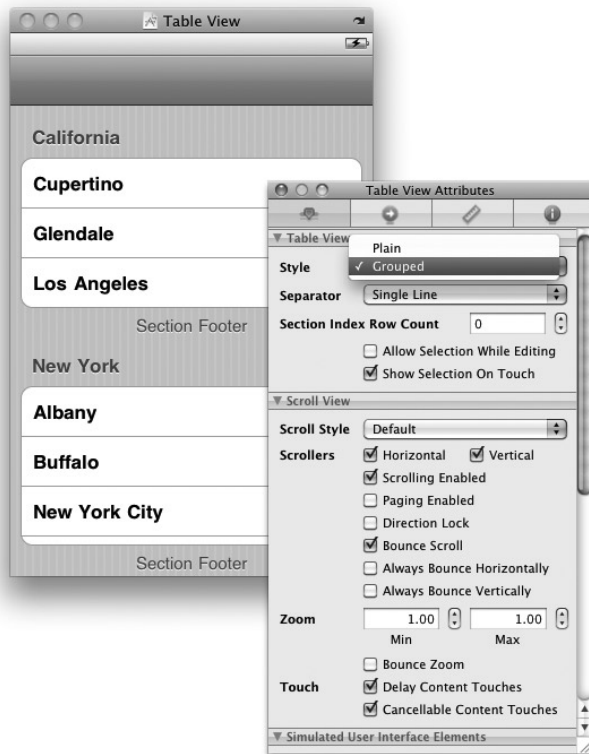 Table View
California
Cupertino
Glendale
Los Angeles
Section Footer
New York
Albany
Buffalo
New York City
Section Footer
Table View Attributes
Table View
Style
Plain
✓ Grouped
Separator Single Line
Section Index Row Count 0
Allow Selection While Editing
Show Selection On Touch
Scroll View
Scroll Style Default
Scrollers Horizontal Vertical
Scrolling Enabled
Paging Enabled
Direction Lock
Bounce Scroll
Always Bounce Horizontally
Always Bounce Vertically
Zoom 1.00 1.00
Min Max
Bounce Zoom
Touch Delay Content Touches
Cancellable Content Touches
Simulated User Interface Elements